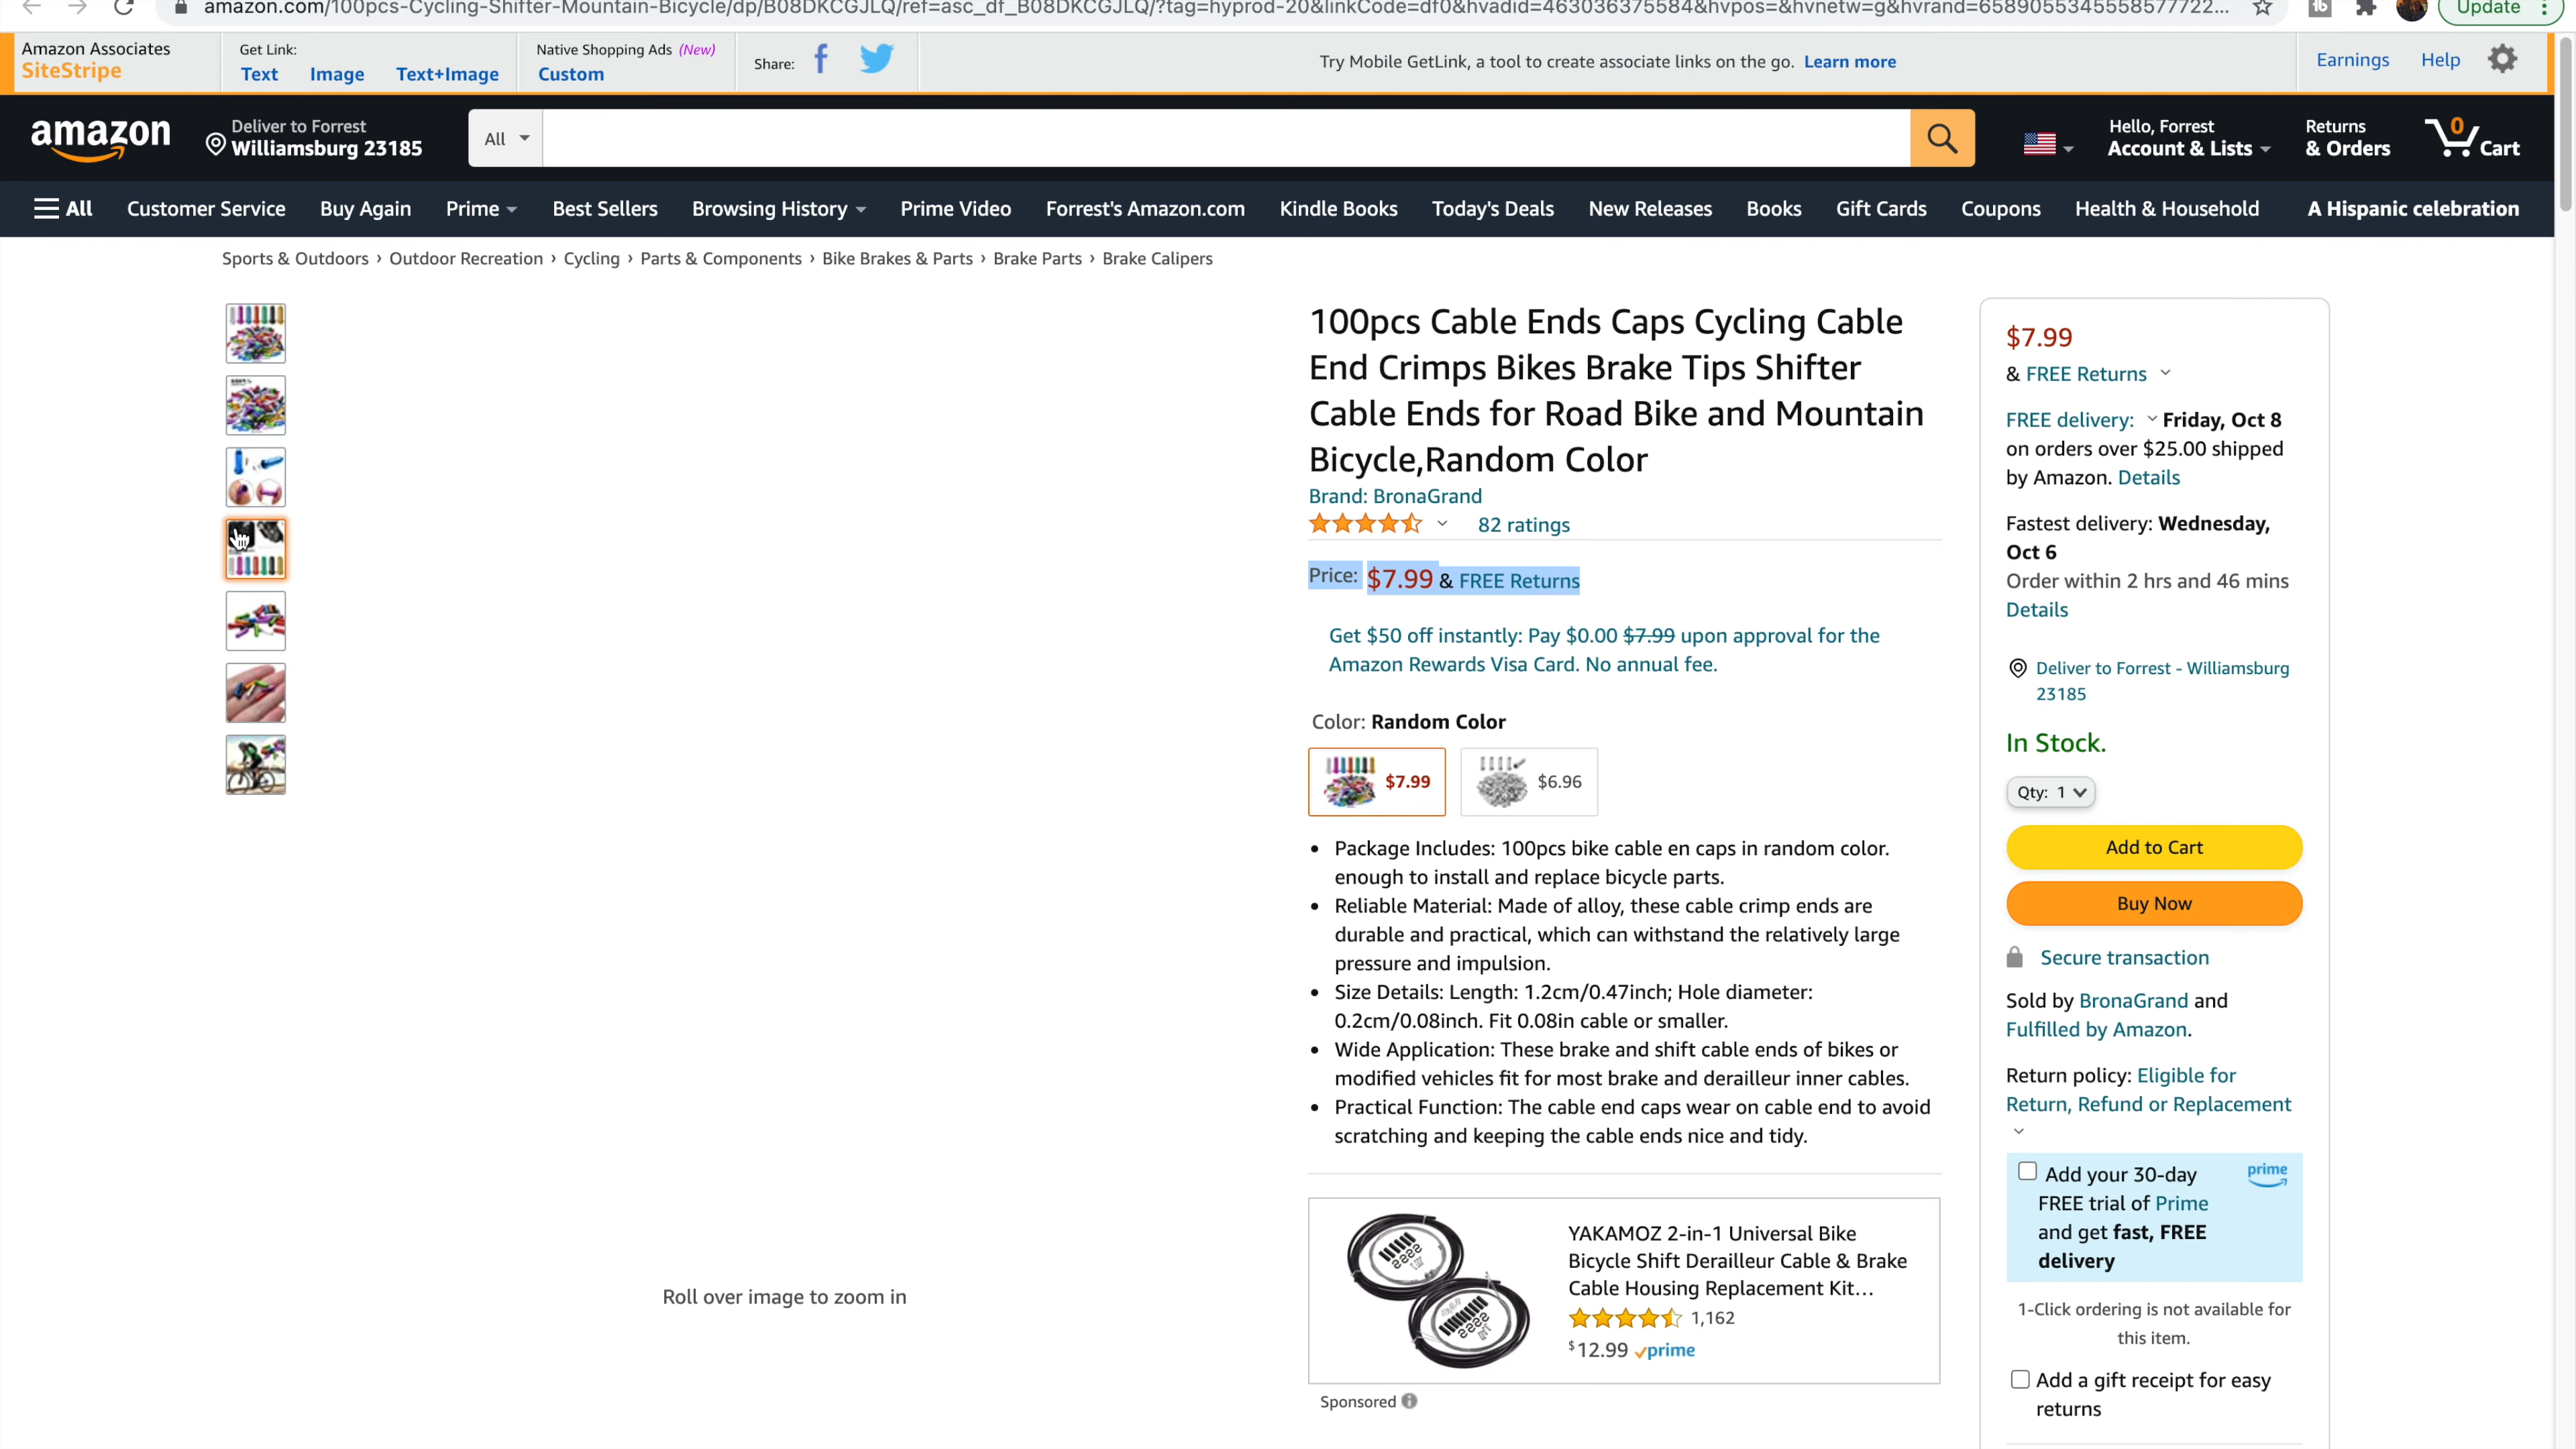 amazon.com/100pcs-Cycling-Shifter-Mountain-Bicycle/dp/B08DKCGJLQ/ref=asc_df_B08DKCGJLQ/?tag=hyprod-20&linkCode=df0&hvadid=463036375584&hvpos=&hvnetw=g&hvrand=6589055345558577722...
Update
Amazon Associates
SiteStripe
Get Link:
Text Image Text+Image
Native Shopping Ads (New)
Custom
Share:
Try Mobile GetLink, a tool to create associate links on the go. Learn more
Earnings Help
amazon
Deliver to Forrest
Williamsburg 23185
All
Hello, Forrest
Account & Lists
Returns
& Orders
0
Cart
All Customer Service Buy Again Prime Best Sellers Browsing History Prime Video Forrest's Amazon.com Kindle Books Today's Deals New Releases Books Gift Cards Coupons Health & Household A Hispanic celebration
Sports & Outdoors › Outdoor Recreation › Cycling › Parts & Components › Bike Brakes & Parts › Brake Parts › Brake Calipers
Roll over image to zoom in
100pcs Cable Ends Caps Cycling Cable
End Crimps Bikes Brake Tips Shifter
Cable Ends for Road Bike and Mountain
Bicycle,Random Color
Brand: BronaGrand
82 ratings
Price: $7.99 & FREE Returns
Get $50 off instantly: Pay $0.00 $7.99 upon approval for the
Amazon Rewards Visa Card. No annual fee.
Color: Random Color
$7.99
$6.96
• Package Includes: 100pcs bike cable en caps in random color.
enough to install and replace bicycle parts.
• Reliable Material: Made of alloy, these cable crimp ends are
durable and practical, which can withstand the relatively large
pressure and impulsion.
• Size Details: Length: 1.2cm/0.47inch; Hole diameter:
0.2cm/0.08inch. Fit 0.08in cable or smaller.
• Wide Application: These brake and shift cable ends of bikes or
modified vehicles fit for most brake and derailleur inner cables.
• Practical Function: The cable end caps wear on cable end to avoid
scratching and keeping the cable ends nice and tidy.
YAKAMOZ 2-in-1 Universal Bike
Bicycle Shift Derailleur Cable & Brake
Cable Housing Replacement Kit...
1,162
$12.99 prime
Sponsored
$7.99
& FREE Returns
FREE delivery: Friday, Oct 8
on orders over $25.00 shipped
by Amazon. Details
Fastest delivery: Wednesday,
Oct 6
Order within 2 hrs and 46 mins
Details
Deliver to Forrest - Williamsburg
23185
In Stock.
Qty: 1
Add to Cart
Buy Now
Secure transaction
Sold by BronaGrand and
Fulfilled by Amazon.
Return policy: Eligible for
Return, Refund or Replacement
Add your 30-day
FREE trial of Prime
and get fast, FREE
delivery
prime
1-Click ordering is not available for
this item.
Add a gift receipt for easy
returns